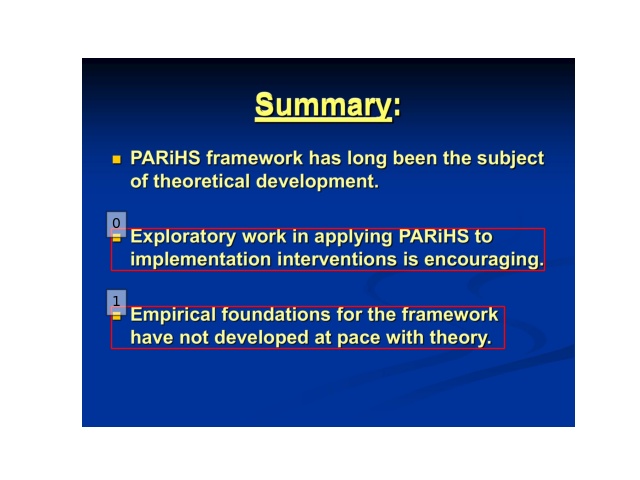 Summary:
PARiHS framework has long been the subject
of theoretical development.
0
Exploratory work in applying PARiHS to
implementation interventions is encouraging.
1
Empirical foundations for the framework
have not developed at pace with theory.